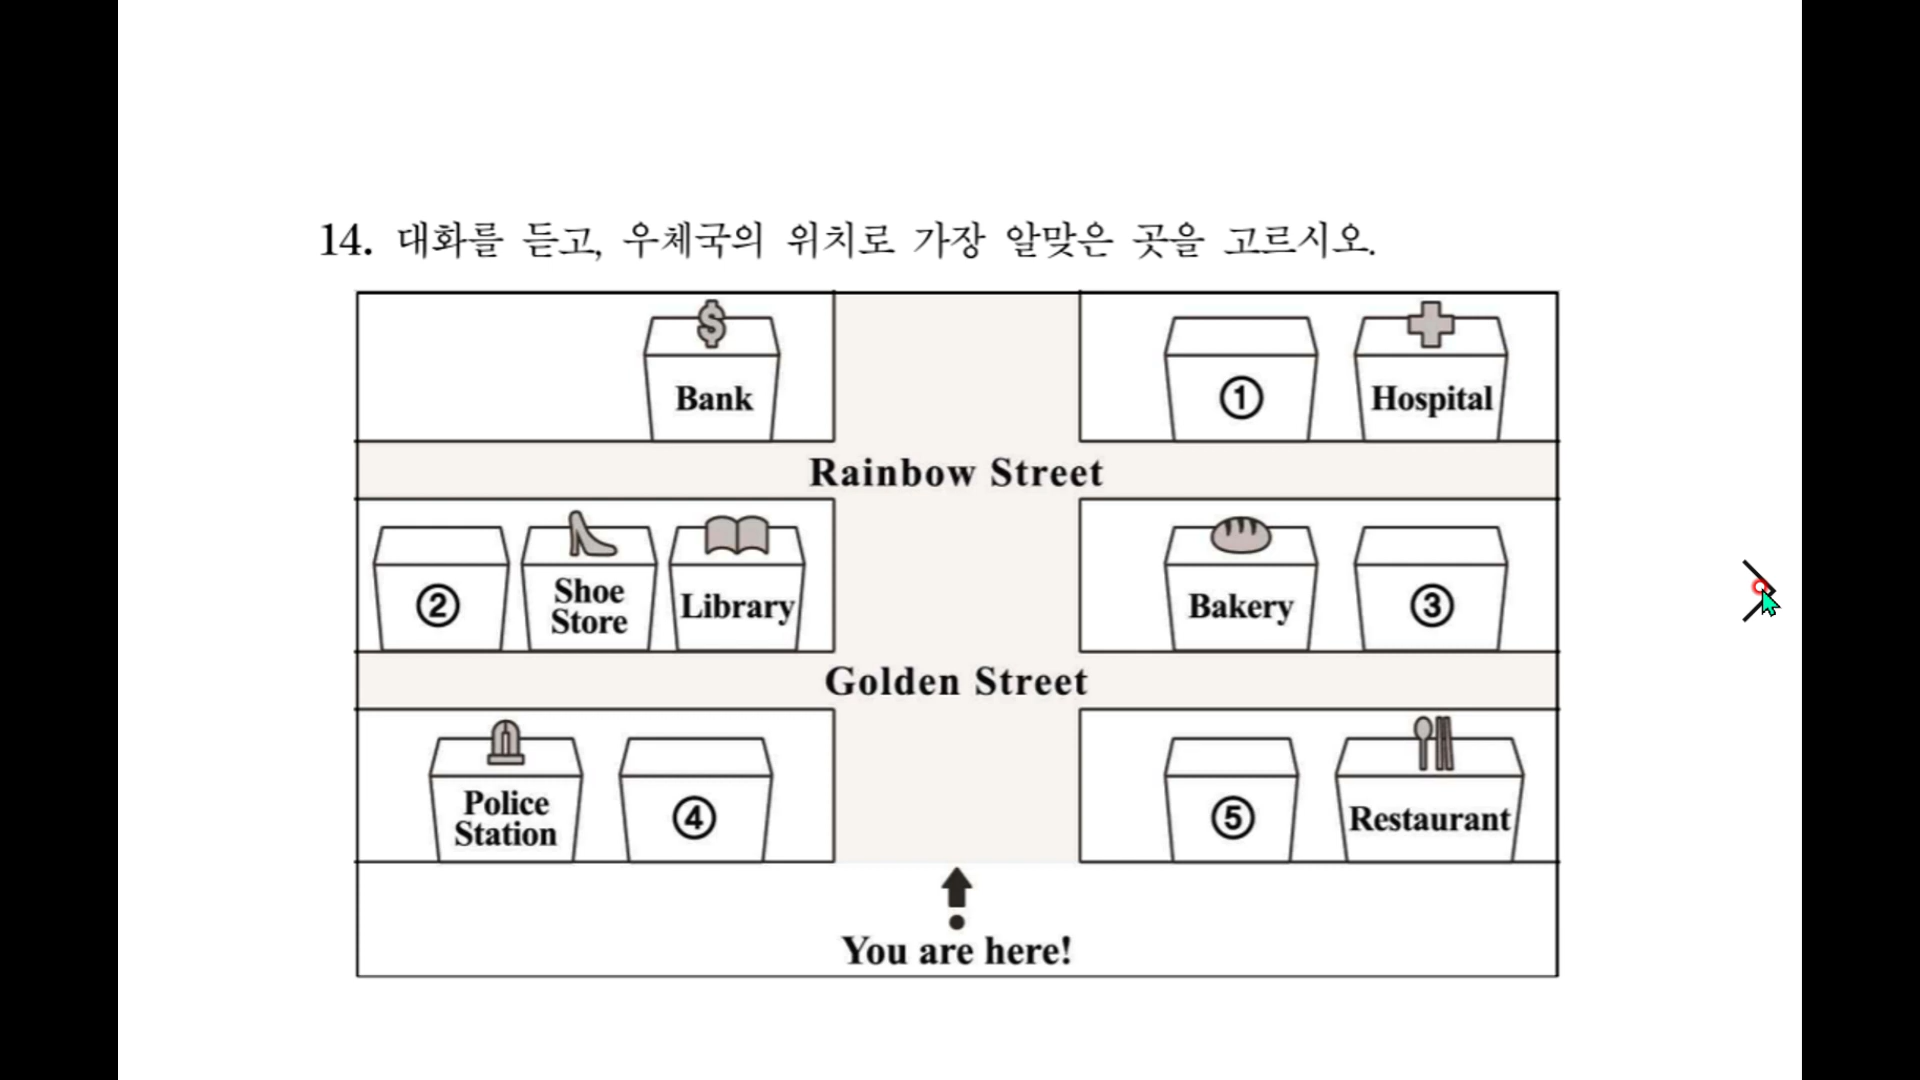 14. 대화를 듣고, 우체국의 위치로 가장 알맞은 곳을 고르시오.
Bank
①
Hospital
Rainbow Street
②
Shoe
Store
Library
Bakery
③
Golden Street
Police
Station
④
⑤
Restaurant
You are here!